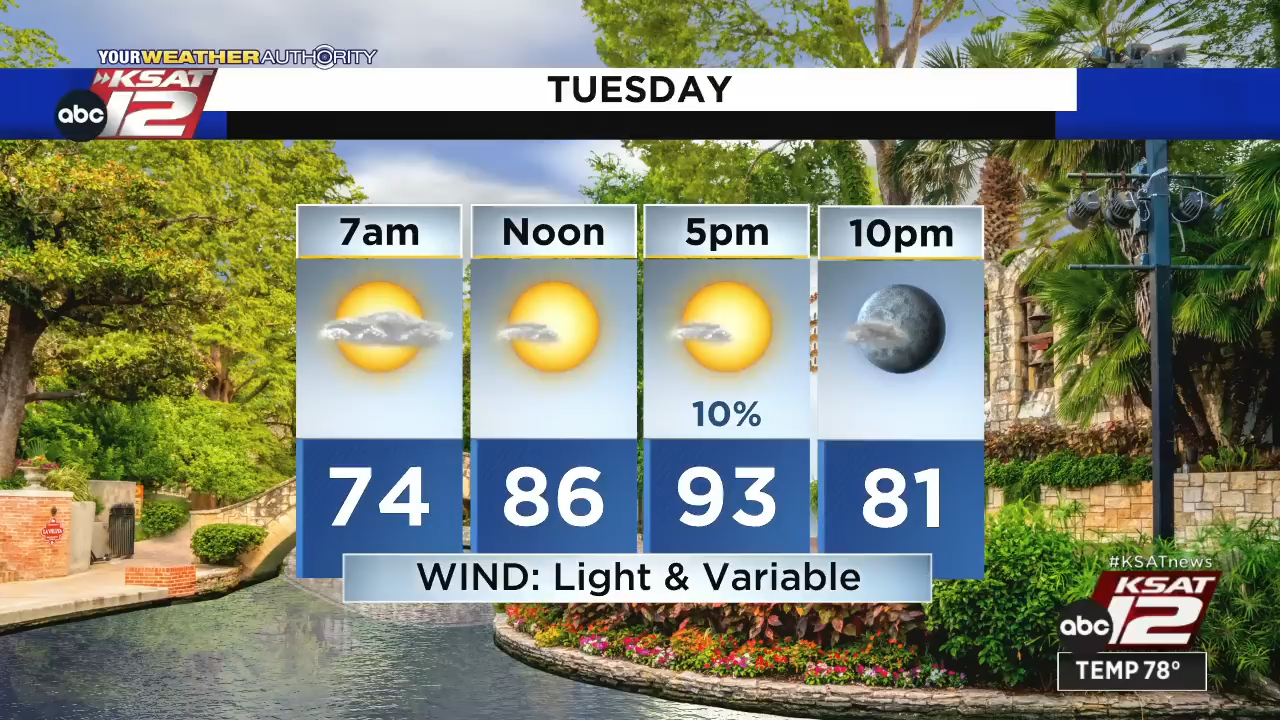 YOURWEATHERAUTHORITY
KSAT
abc 12
TUESDAY
7am Noon 5pm 10pm
10%
74 86 93 81
WIND: Light & Variable
#KSATnews
KSAT
abc 12
TEMP 78°